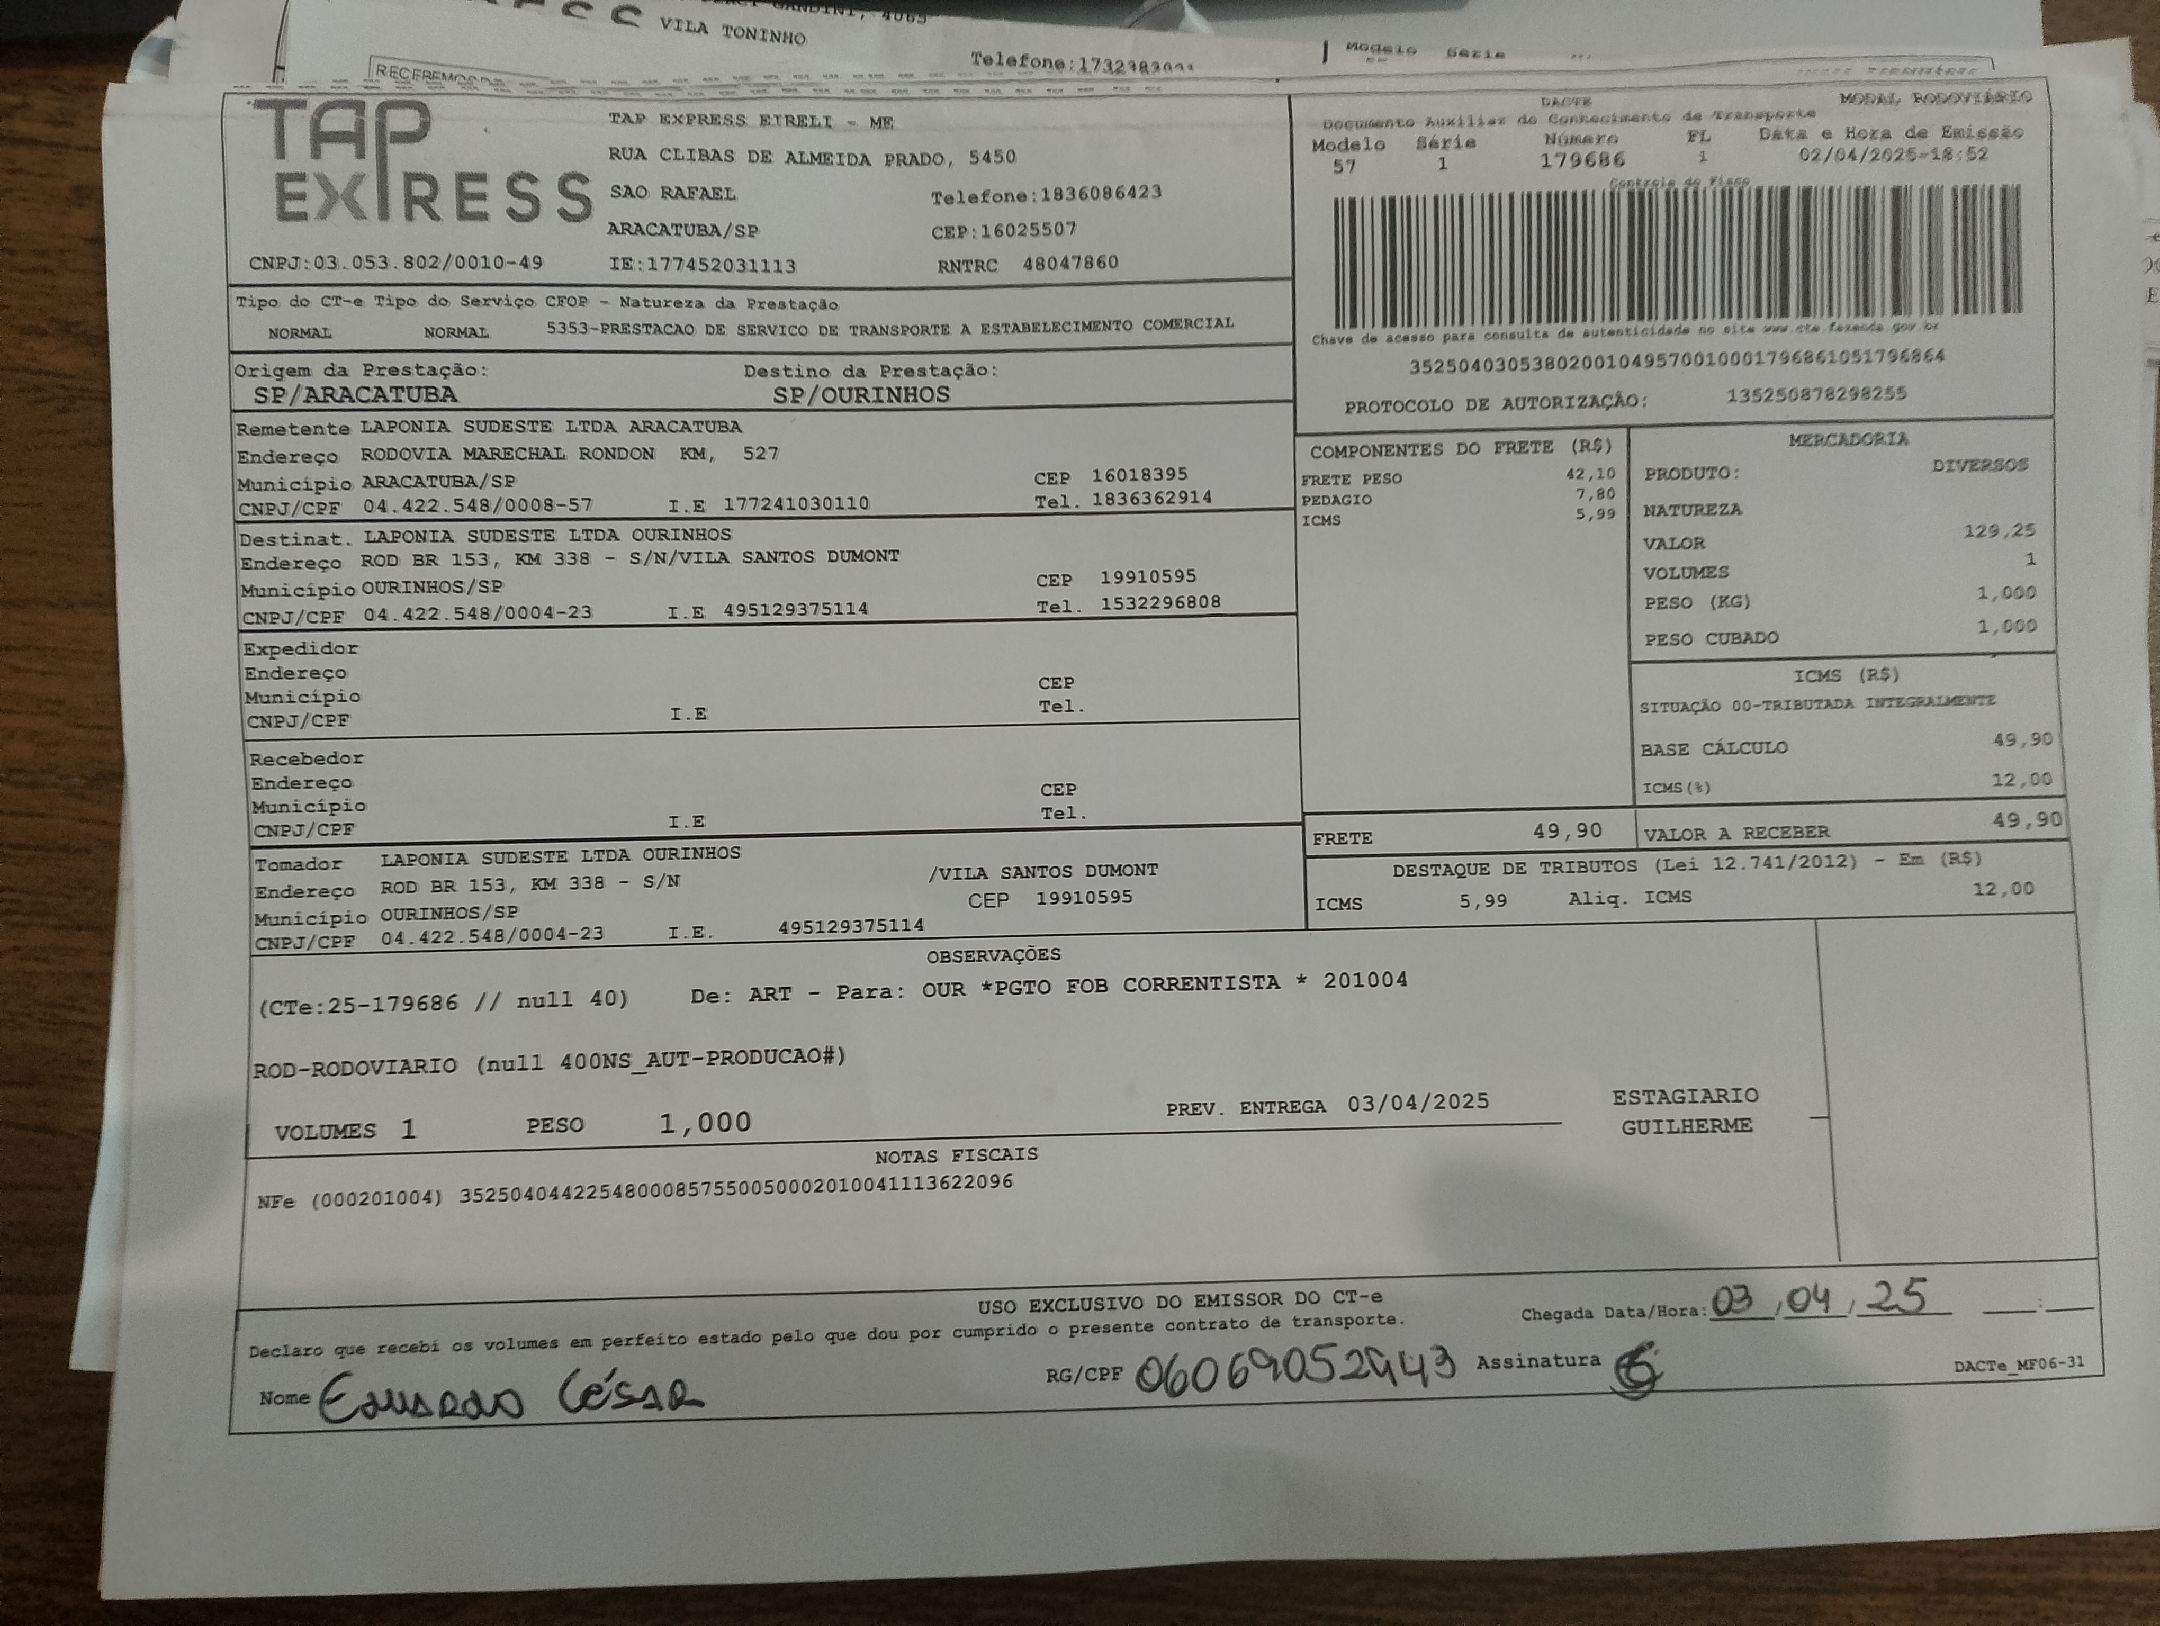 VILA TONINHO
Modelo Série
TAP EXPRESS
TAP EXPRESS EIRELI - ME
RUA CLIBAS DE ALMEIDA PRADO, 5450
SAO RAFAEL Telefone:1836086423
ARACATUBA/SP CEP:16025507
CNPJ:03.053.802/0010-49 IE:177452031113 RNTRC 48047860
DACTE MODAL RODOVIÁRIO
Documento Auxiliar do Conhecimento de Transporte
Modelo Série Número FL Data e Hora de Emissão
57 1 179686 1 02/04/2025-18:52
Controle do Fisco
Chave de acesso para consulta de autenticidade no site www.cte.fazenda.gov.br
35250403053802001049570010001796861051796864
PROTOCOLO DE AUTORIZAÇÃO: 135250878298255
Tipo do CT-e Tipo do Serviço CFOP - Natureza da Prestação
NORMAL NORMAL 5353-PRESTACAO DE SERVICO DE TRANSPORTE A ESTABELECIMENTO COMERCIAL
Origem da Prestação: Destino da Prestação:
SP/ARACATUBA SP/OURINHOS
Remetente LAPONIA SUDESTE LTDA ARACATUBA
Endereço RODOVIA MARECHAL RONDON KM, 527
Município ARACATUBA/SP CEP 16018395
CNPJ/CPF 04.422.548/0008-57 I.E 177241030110 Tel. 1836362914
Destinat. LAPONIA SUDESTE LTDA OURINHOS
Endereço ROD BR 153, KM 338 - S/N/VILA SANTOS DUMONT
Município OURINHOS/SP CEP 19910595
CNPJ/CPF 04.422.548/0004-23 I.E 495129375114 Tel. 1532296808
Expedidor
Endereço
Município CEP
CNPJ/CPF I.E Tel.
Recebedor
Endereço
Município CEP
CNPJ/CPF I.E Tel.
Tomador LAPONIA SUDESTE LTDA OURINHOS
Endereço ROD BR 153, KM 338 - S/N /VILA SANTOS DUMONT
Município OURINHOS/SP CEP 19910595
CNPJ/CPF 04.422.548/0004-23 I.E. 495129375114
COMPONENTES DO FRETE (R$)
FRETE PESO 42,10
PEDAGIO 7,80
ICMS 5,99
MERCADORIA
PRODUTO: DIVERSOS
NATUREZA
VALOR 129,25
VOLUMES 1
PESO (KG) 1,000
PESO CUBADO 1,000
ICMS (R$)
SITUAÇÃO 00-TRIBUTADA INTEGRALMENTE
BASE CÁLCULO 49,90
ICMS(%) 12,00
FRETE 49,90 VALOR A RECEBER 49,90
DESTAQUE DE TRIBUTOS (Lei 12.741/2012) - Em (R$)
ICMS 5,99 Aliq. ICMS 12,00
OBSERVAÇÕES
(CTe:25-179686 // null 40) De: ART - Para: OUR *PGTO FOB CORRENTISTA * 201004
ROD-RODOVIARIO (null 400NS_AUT-PRODUCAO#)
VOLUMES 1 PESO 1,000 PREV. ENTREGA 03/04/2025 ESTAGIARIO
GUILHERME
NOTAS FISCAIS
NFe (000201004) 35250404422548000857550050002010041113622096
USO EXCLUSIVO DO EMISSOR DO CT-e
Declaro que recebi os volumes em perfeito estado pelo que dou por cumprido o presente contrato de transporte. Chegada Data/Hora: 03/04/25 __:__
Nome Eduardo César RG/CPF 06069052943 Assinatura DACTe_MF06-31